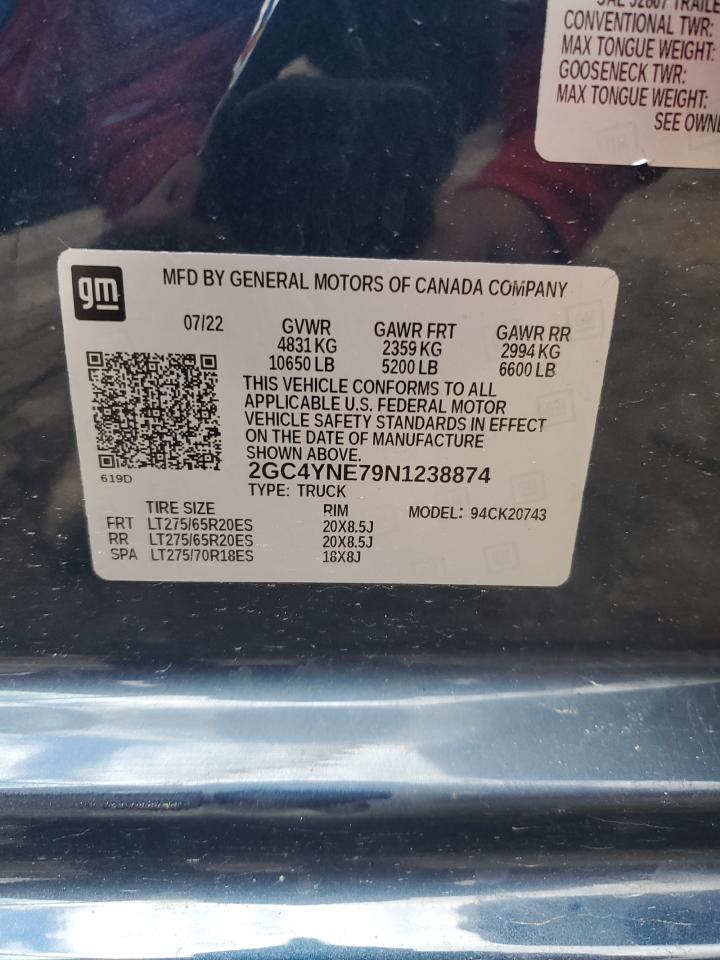 SAE J2807 TRAILE
CONVENTIONAL TWR:
MAX TONGUE WEIGHT:
GOOSENECK TWR:
MAX TONGUE WEIGHT:
SEE OWNE
gm
MFD BY GENERAL MOTORS OF CANADA COMPANY
07/22 GVWR GAWR FRT GAWR RR
4831 KG 2359 KG 2994 KG
10650 LB 5200 LB 6600 LB
THIS VEHICLE CONFORMS TO ALL
APPLICABLE U.S. FEDERAL MOTOR
VEHICLE SAFETY STANDARDS IN EFFECT
ON THE DATE OF MANUFACTURE
SHOWN ABOVE.
619D
2GC4YNE79N1238874
TYPE: TRUCK
TIRE SIZE RIM MODEL: 94CK20743
FRT LT275/65R20ES 20X8.5J
RR LT275/65R20ES 20X8.5J
SPA LT275/70R18ES 18X8J